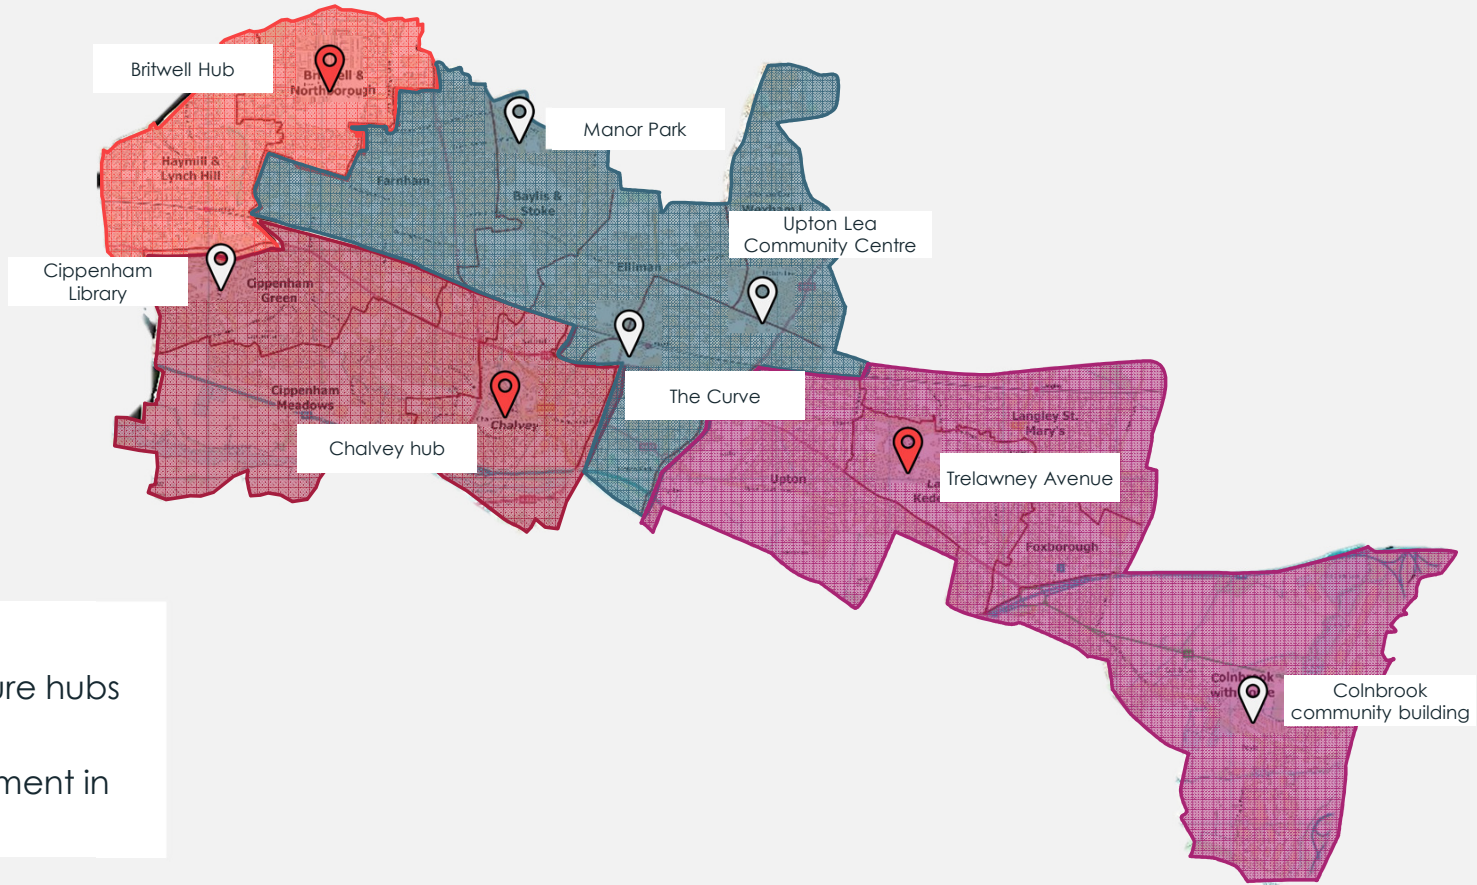 Britwell Hub
Northborough
Manor Park
Haymill &
Lynch Hill
Farnham
Baylis &
Stoke
Upton Lea
Community Centre
Elliman
Cippenham
Library
Cippenham
Green
Cippenham
Meadows
The Curve
Chalvey
Chalvey hub
Langley St.
Mary's
Upton
Trelawney Avenue
Foxborough
ure hubs
Colnbrook
community building
ment in